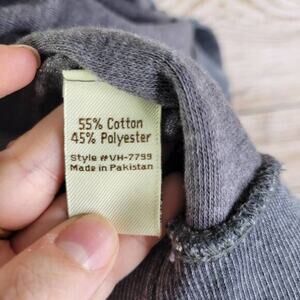 55% Cotton
45% Polyester
Style #VH-7799
Made in Pakistan